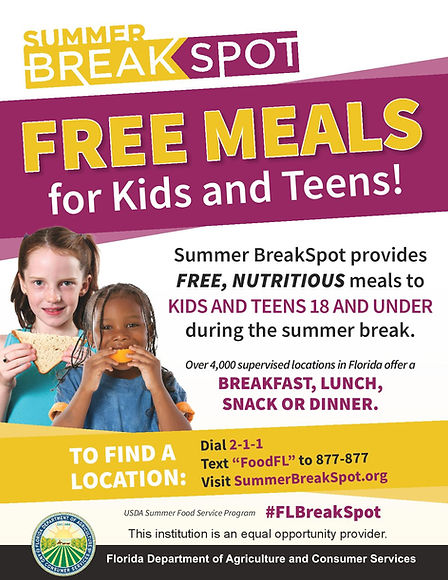 SUMMER
BREAKSPOT
FREE MEALS
for Kids and Teens!
Summer BreakSpot provides
FREE, NUTRITIOUS meals to
KIDS AND TEENS 18 AND UNDER
during the summer break.
Over 4,000 supervised locations in Florida offer a
BREAKFAST, LUNCH,
SNACK OR DINNER.
TO FIND A
LOCATION:
Dial 2-1-1
Text “FoodFL” to 877-877
Visit SummerBreakSpot.org
USDA Summer Food Service Program #FLBreakSpot
This institution is an equal opportunity provider.
Florida Department of Agriculture and Consumer Services